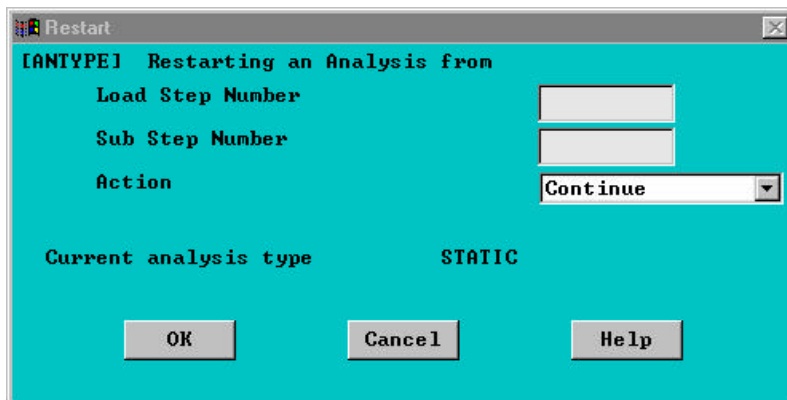 Restart
[ANTYPE] Restarting an Analysis from
Load Step Number
Sub Step Number
Action Continue
Current analysis type STATIC
OK Cancel Help